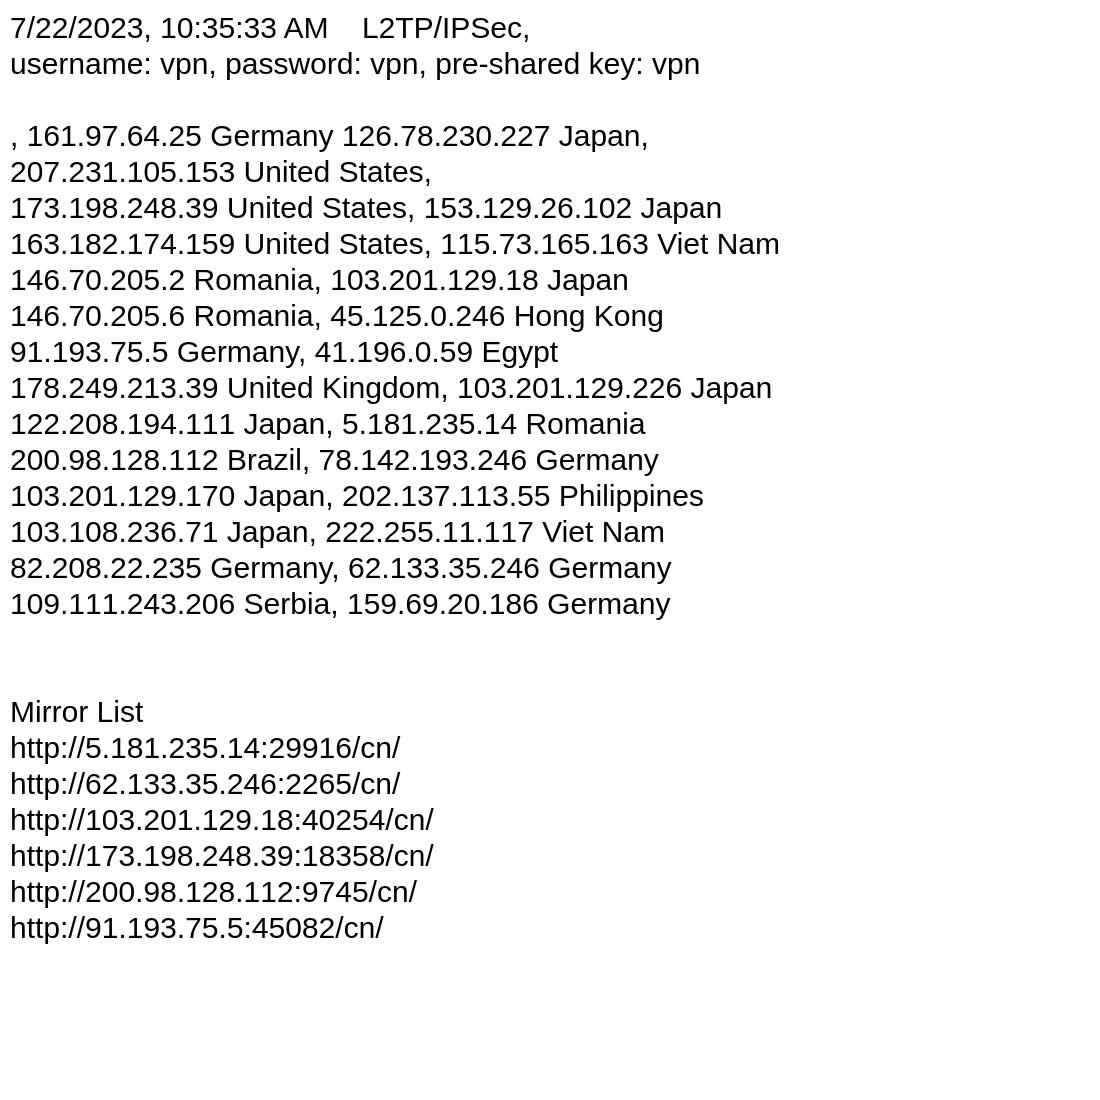 7/22/2023, 10:35:33 AM    L2TP/IPSec,
username: vpn, password: vpn, pre-shared key: vpn
, 161.97.64.25 Germany 126.78.230.227 Japan,
207.231.105.153 United States,
173.198.248.39 United States, 153.129.26.102 Japan
163.182.174.159 United States, 115.73.165.163 Viet Nam
146.70.205.2 Romania, 103.201.129.18 Japan
146.70.205.6 Romania, 45.125.0.246 Hong Kong
91.193.75.5 Germany, 41.196.0.59 Egypt
178.249.213.39 United Kingdom, 103.201.129.226 Japan
122.208.194.111 Japan, 5.181.235.14 Romania
200.98.128.112 Brazil, 78.142.193.246 Germany
103.201.129.170 Japan, 202.137.113.55 Philippines
103.108.236.71 Japan, 222.255.11.117 Viet Nam
82.208.22.235 Germany, 62.133.35.246 Germany
109.111.243.206 Serbia, 159.69.20.186 Germany
Mirror List
http://5.181.235.14:29916/cn/
http://62.133.35.246:2265/cn/
http://103.201.129.18:40254/cn/
http://173.198.248.39:18358/cn/
http://200.98.128.112:9745/cn/
http://91.193.75.5:45082/cn/